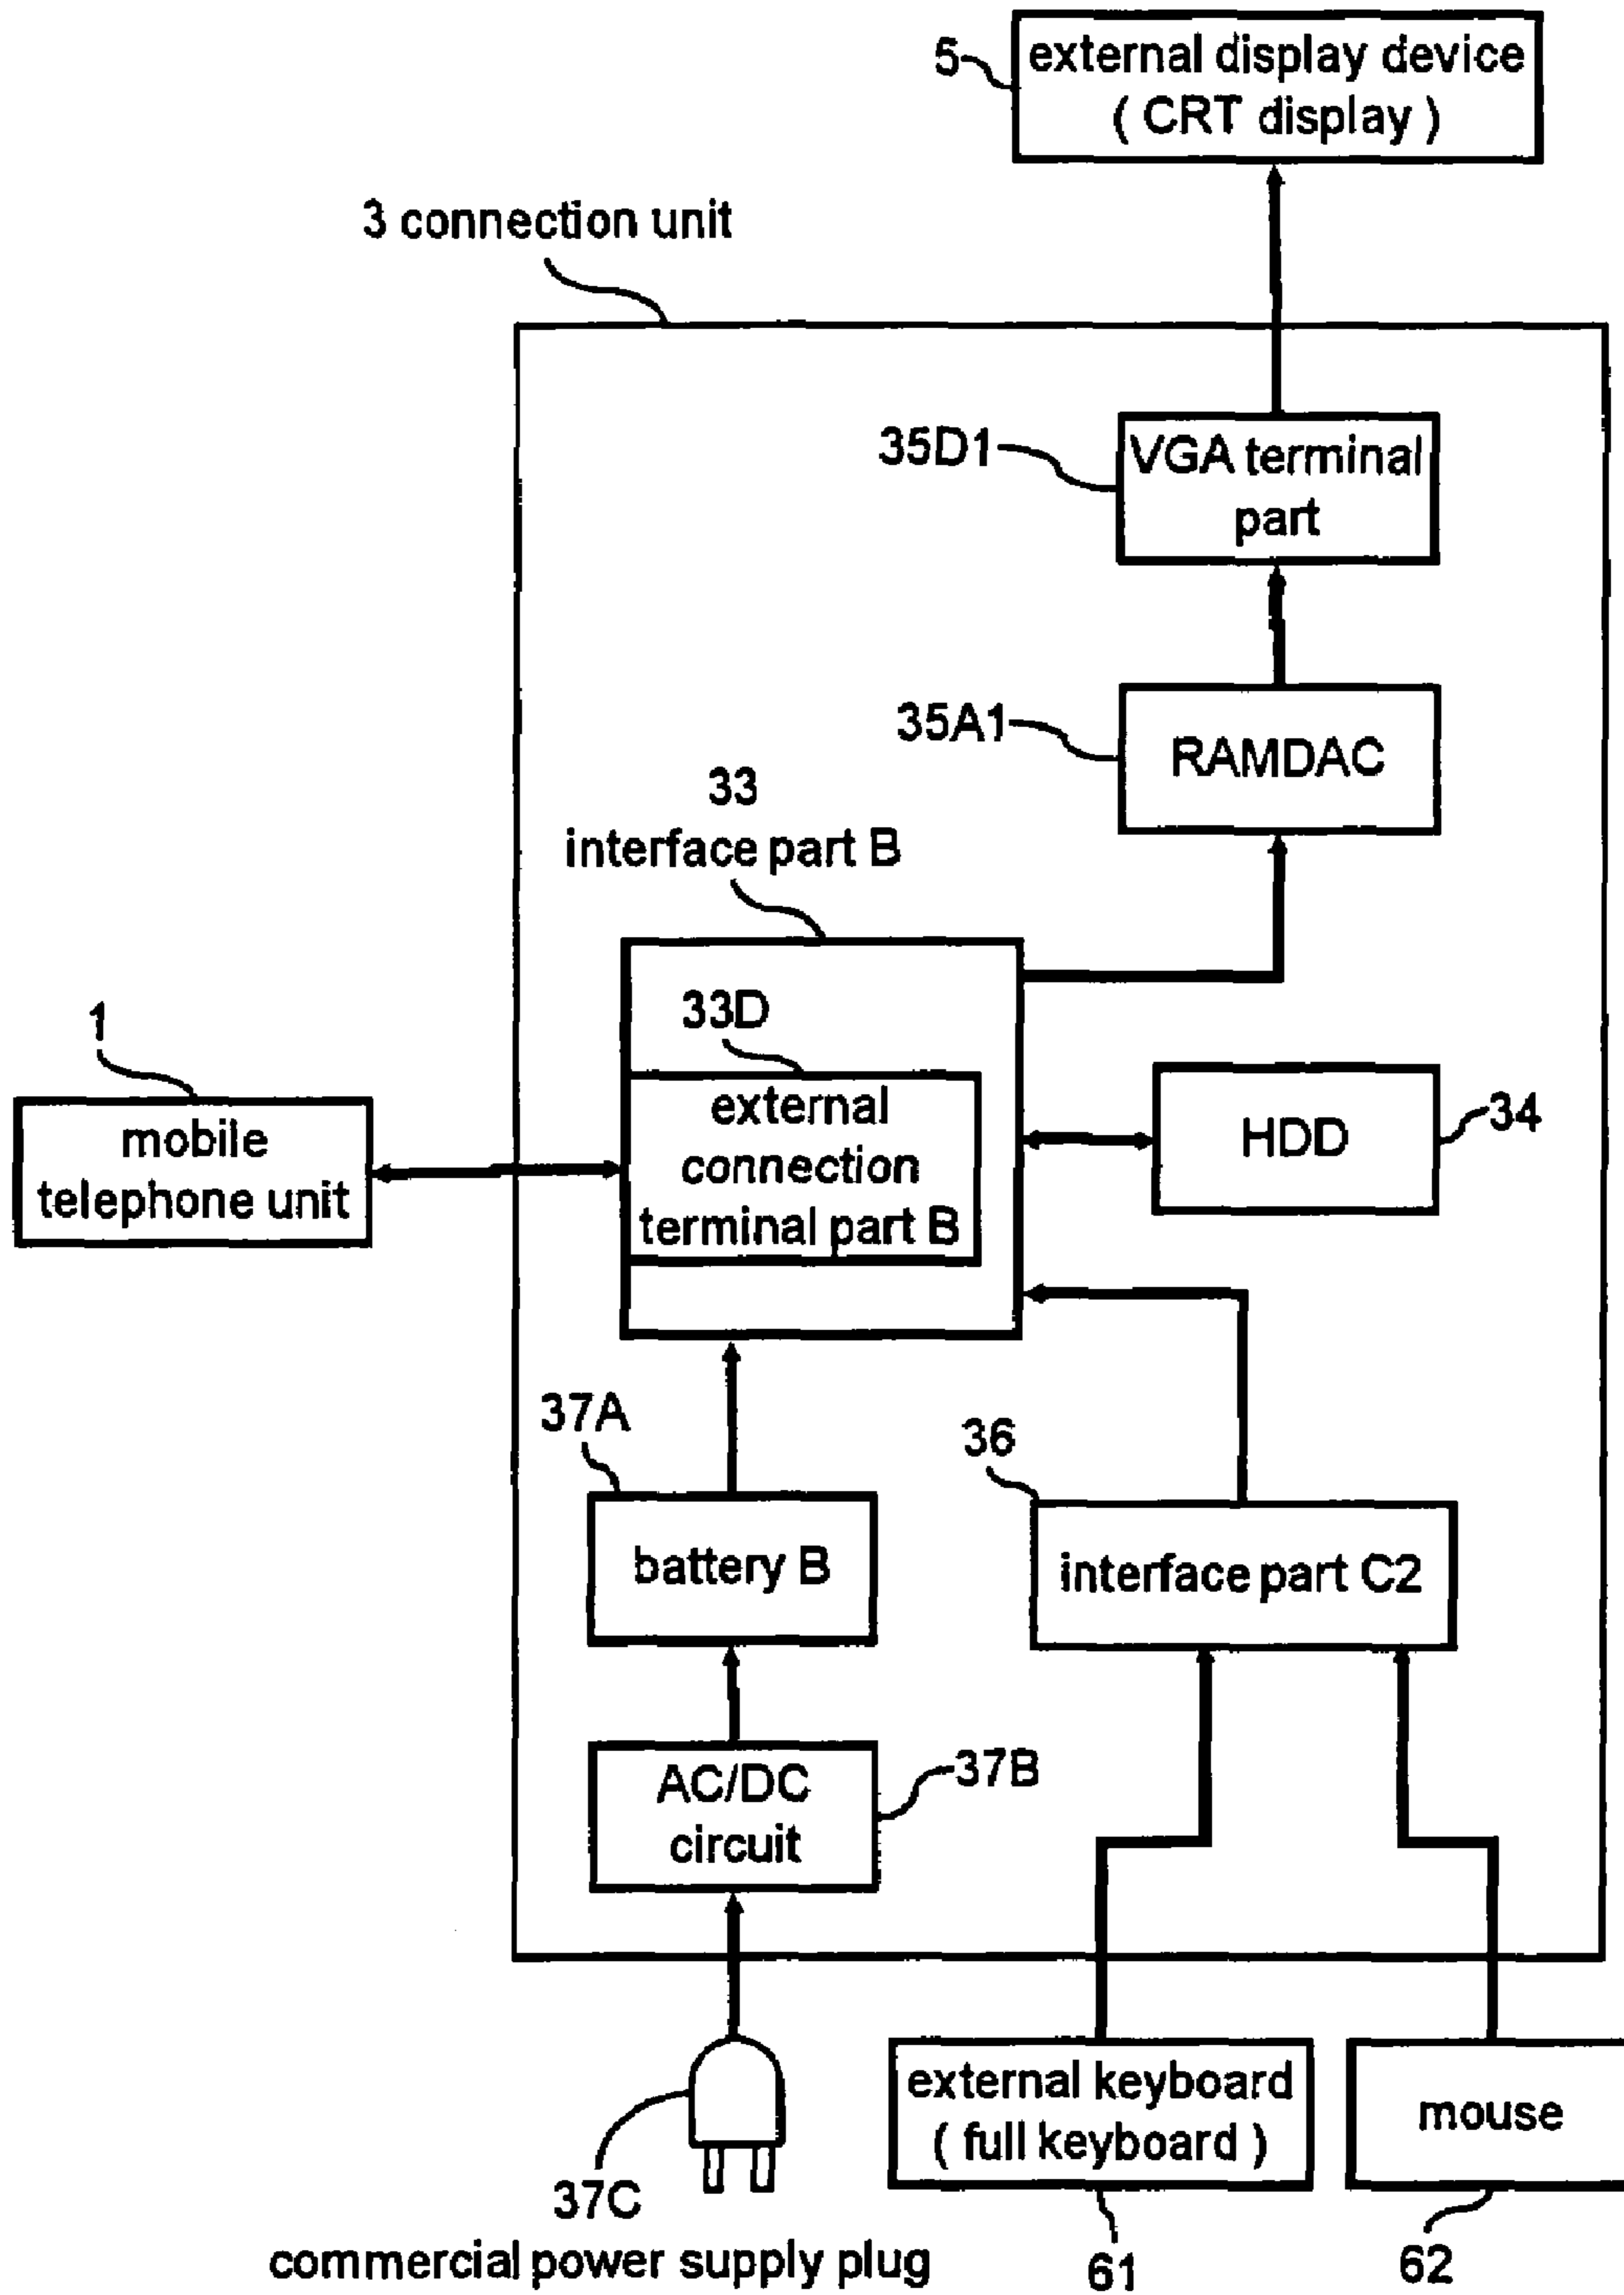 5
external display device
( CRT display )
3 connection unit
35D1
VGA terminal
part
35A1
RAMDAC
33
interface part B
33D
external
connection
terminal part B
1
mobile
telephone unit
HDD
34
37A
battery B
36
interface part C2
AC/DC
circuit
37B
37C
commercial power supply plug
external keyboard
( full keyboard )
61
mouse
62